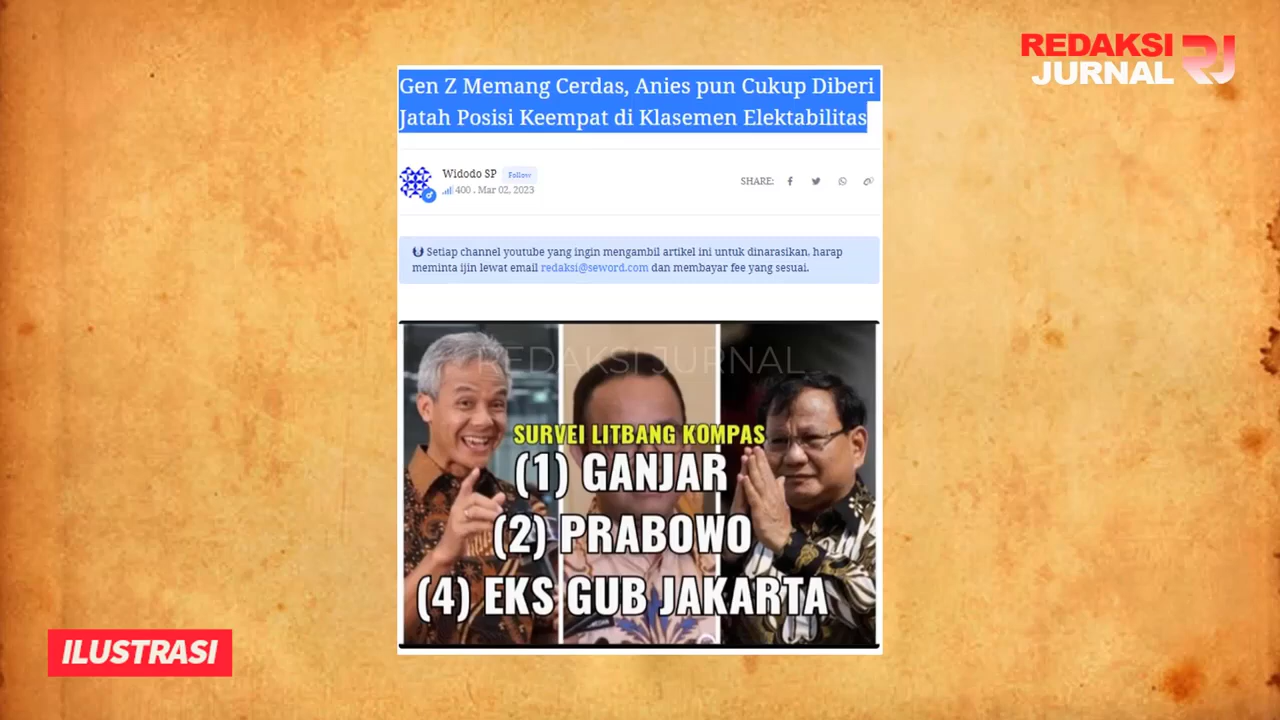 REDAKSI
JURNAL
RJ
Gen Z Memang Cerdas, Anies pun Cukup Diberi
Jatah Posisi Keempat di Klasemen Elektabilitas
Widodo SP Follow
400 . Mar 02, 2023
SHARE:
Setiap channel youtube yang ingin mengambil artikel ini untuk dinarasikan, harap
meminta ijin lewat email redaksi@seword.com dan membayar fee yang sesuai.
REDAKSI JURNAL
SURVEI LITBANG KOMPAS
(1) GANJAR
(2) PRABOWO
(4) EKS GUB JAKARTA
ILUSTRASI